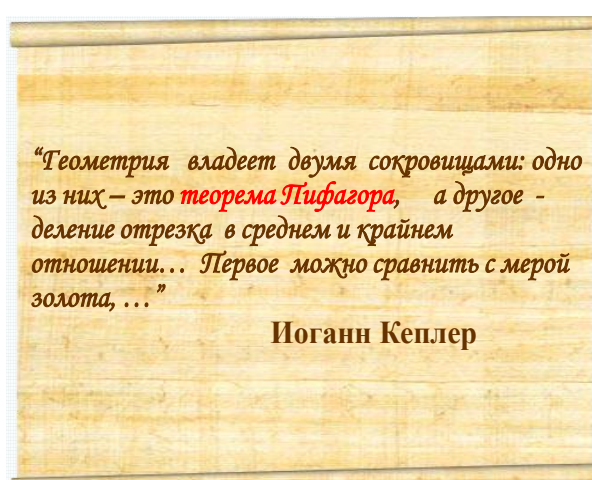 “Геометрия владеет двумя сокровищами: одно
из них – это теорема Пифагора, а другое -
деление отрезка в среднем и крайнем
отношении… Первое можно сравнить с мерой
золота, …”
Иоганн Кеплер